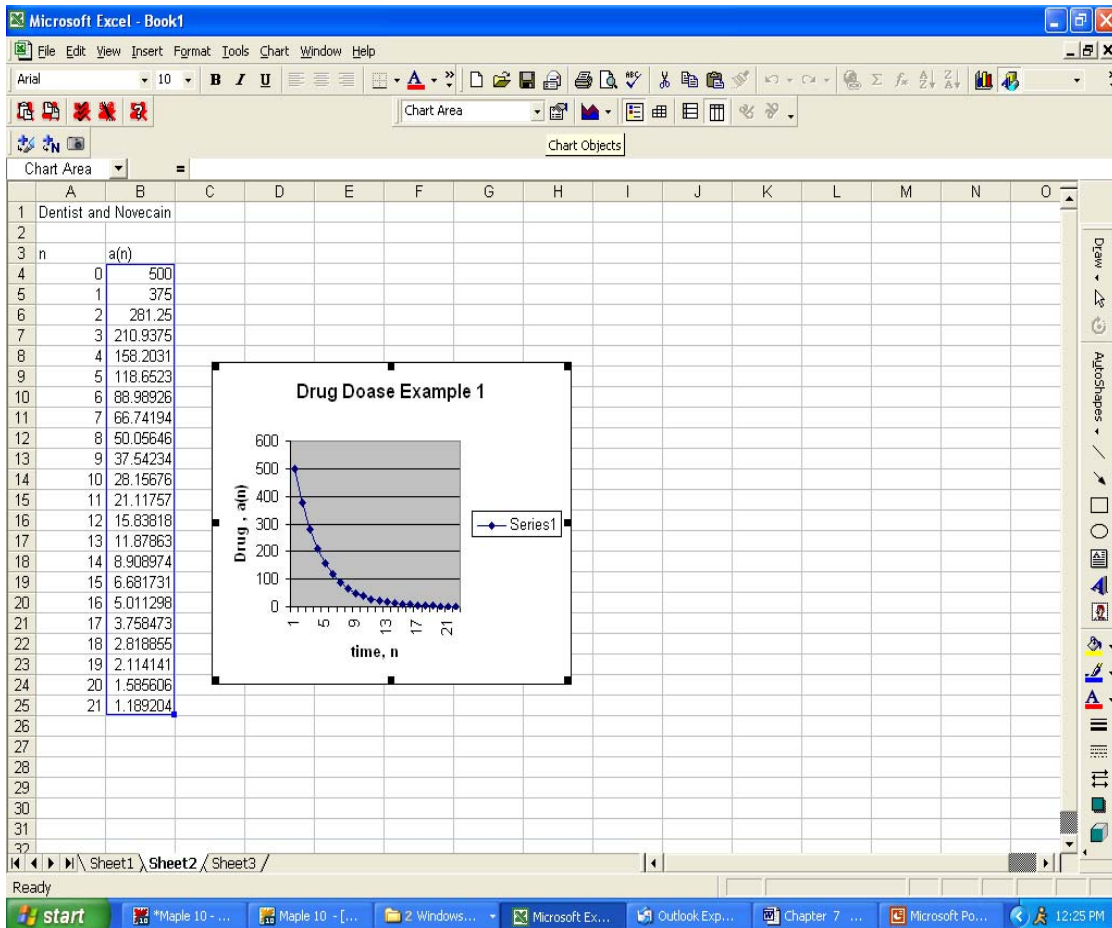 Microsoft Excel - Book1
File Edit View Insert Format Tools Chart Window Help
Arial 10 B I U
Chart Area
Chart Objects
Chart Area =
A B C D E F G H I J K L M N O
1 Dentist and Novecain
2
3 n a(n)
4 0 500
5 1 375
6 2 281.25
7 3 210.9375
8 4 158.2031
9 5 118.6523
10 6 88.98926
11 7 66.74194
12 8 50.05646
13 9 37.54234
14 10 28.15676
15 11 21.11757
16 12 15.83818
17 13 11.87863
18 14 8.908974
19 15 6.681731
20 16 5.011298
21 17 3.758473
22 18 2.818855
23 19 2.114141
24 20 1.585606
25 21 1.189204
26
27
28
29
30
31
32
Drug Doase Example 1
600
500
400
300
200
100
0
Drug , a(n)
1 5 9 13 17 21
time, n
Series1
Draw
AutoShapes
Sheet1 Sheet2 Sheet3
Ready
start *Maple 10 - ... Maple 10 - [... 2 Windows... Microsoft Ex... Outlook Exp... Chapter 7 ... Microsoft Po... 12:25 PM